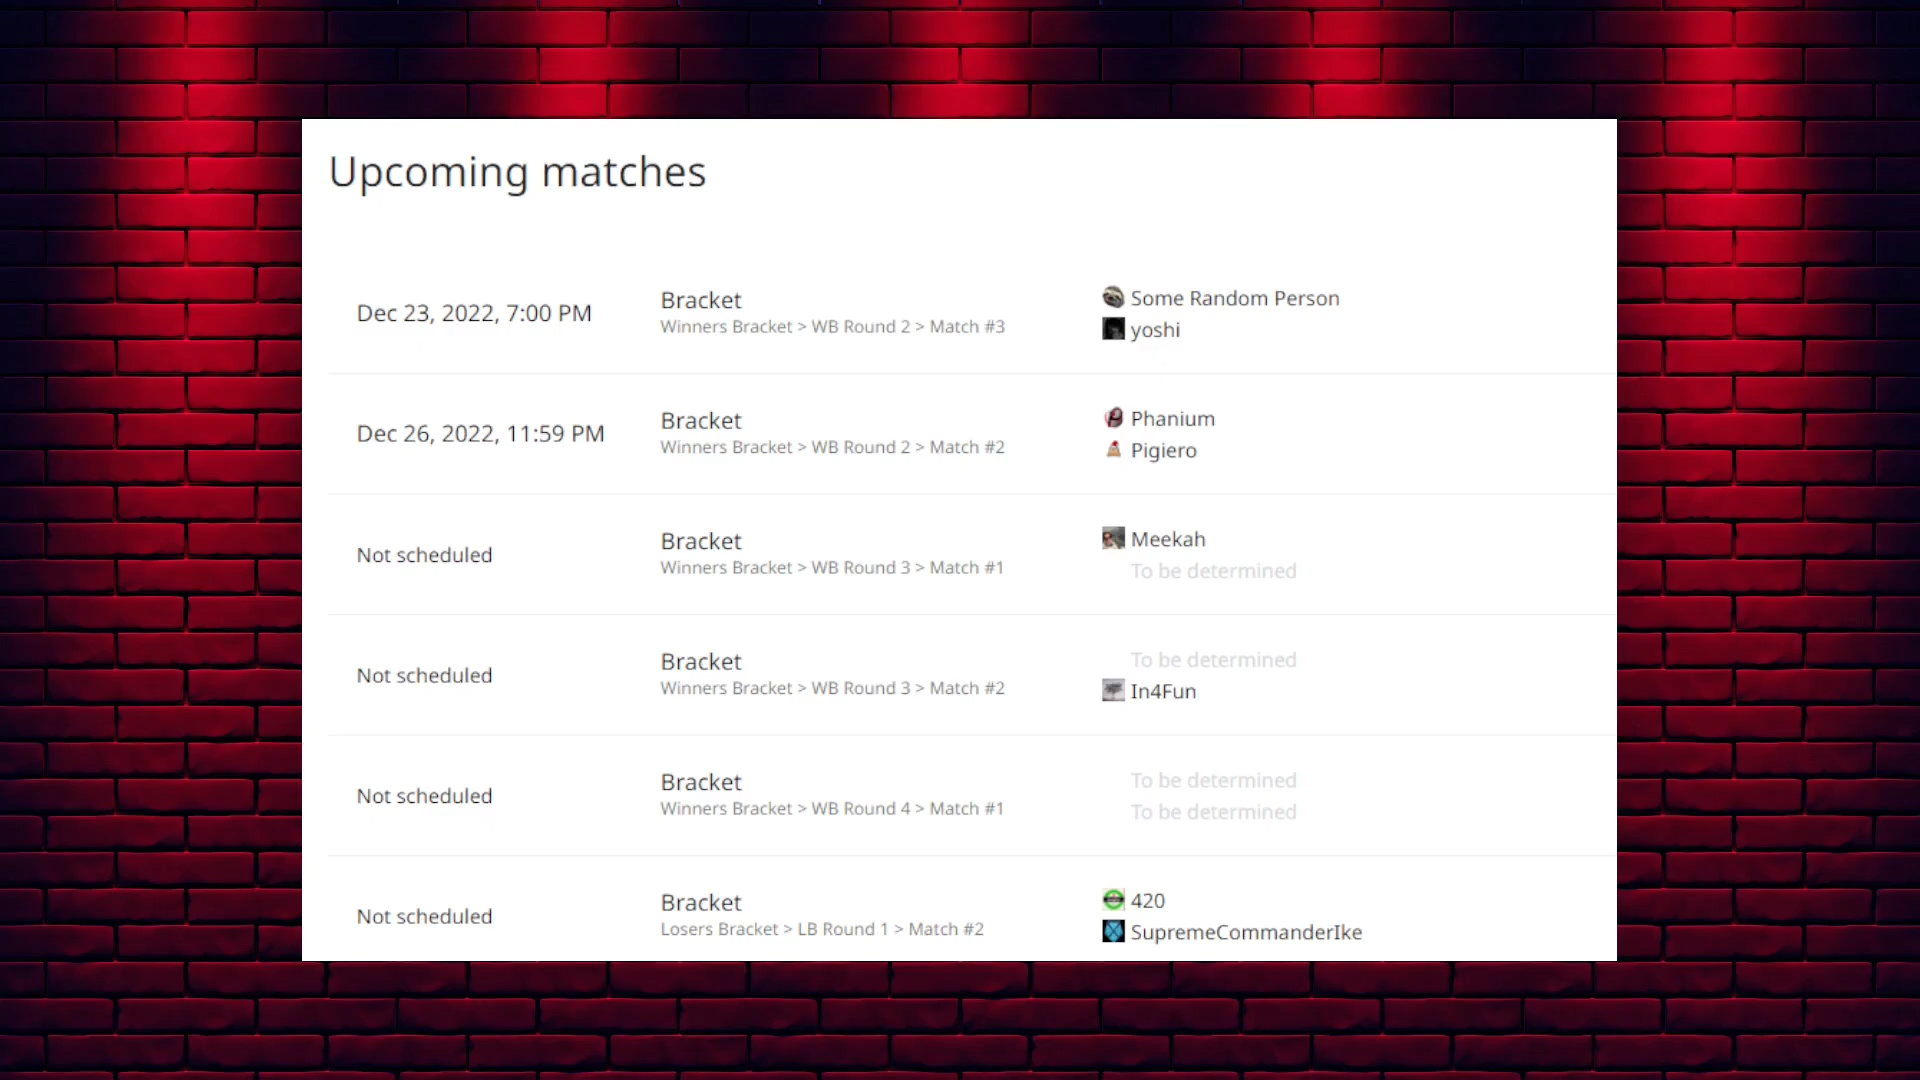 Upcoming matches
Dec 23, 2022, 7:00 PM
Bracket
Winners Bracket > WB Round 2 > Match #3
Some Random Person
yoshi
Dec 26, 2022, 11:59 PM
Bracket
Winners Bracket > WB Round 2 > Match #2
Phanium
Pigiero
Not scheduled
Bracket
Winners Bracket > WB Round 3 > Match #1
Meekah
To be determined
Not scheduled
Bracket
Winners Bracket > WB Round 3 > Match #2
To be determined
In4Fun
Not scheduled
Bracket
Winners Bracket > WB Round 4 > Match #1
To be determined
To be determined
Not scheduled
Bracket
Losers Bracket > LB Round 1 > Match #2
420
SupremeCommanderIke